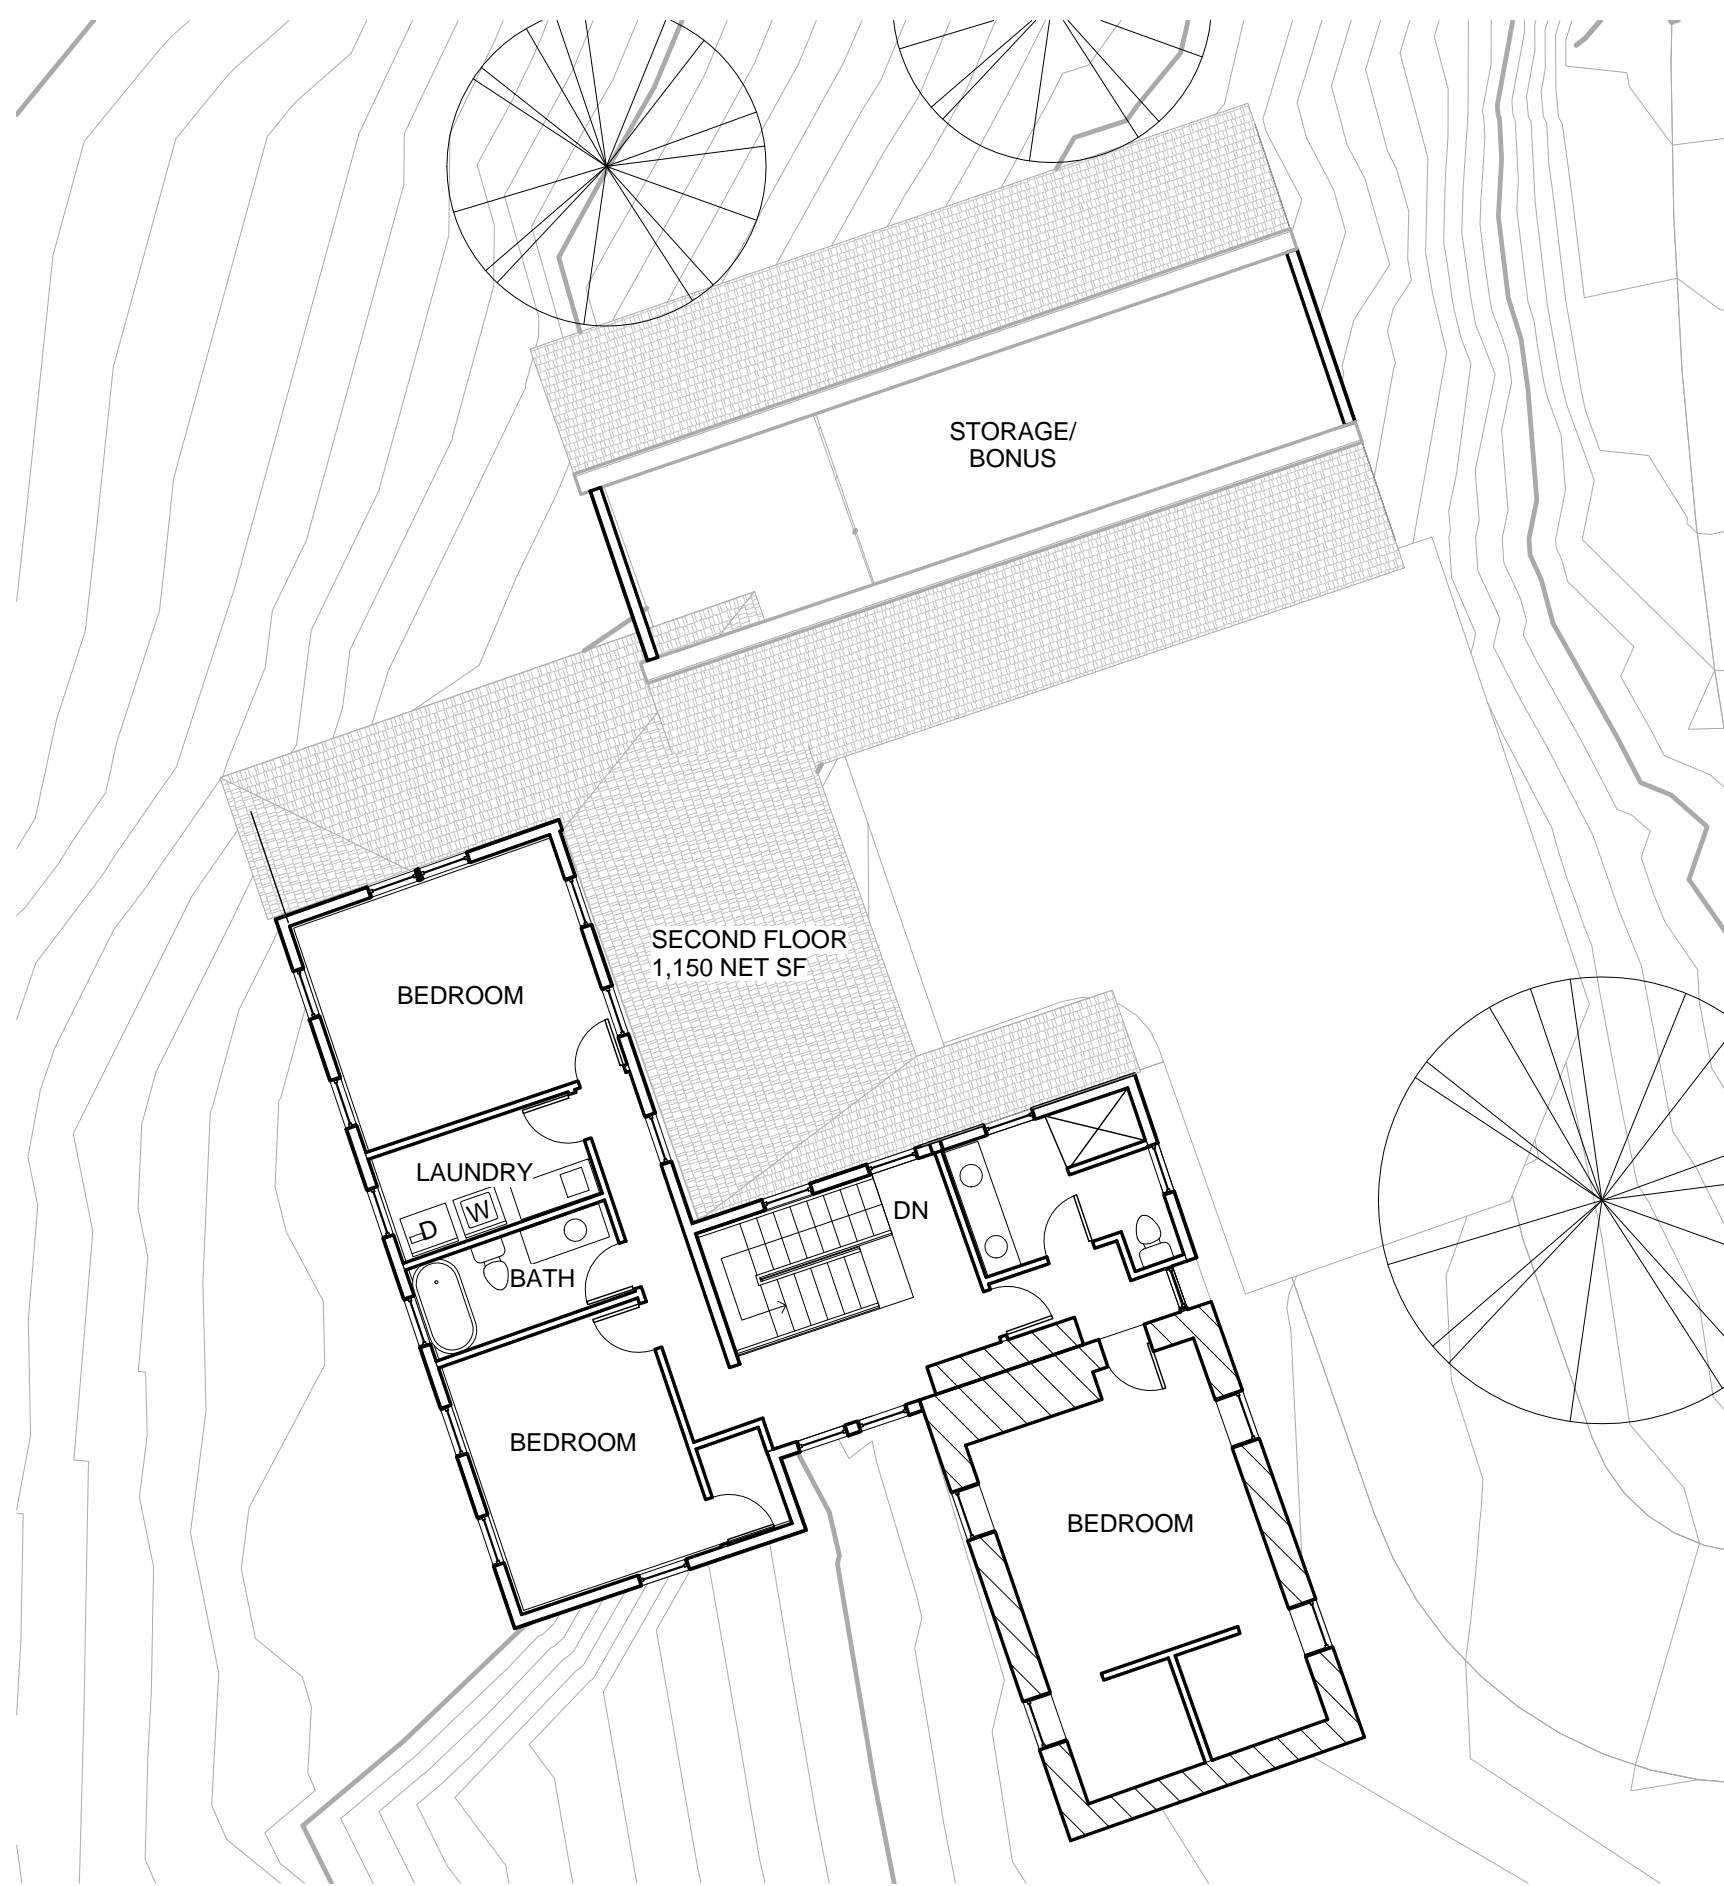 STORAGE/
BONUS
SECOND FLOOR
1,150 NET SF
BEDROOM
LAUNDRY
DN
W
D
BATH
BEDROOM
BEDROOM